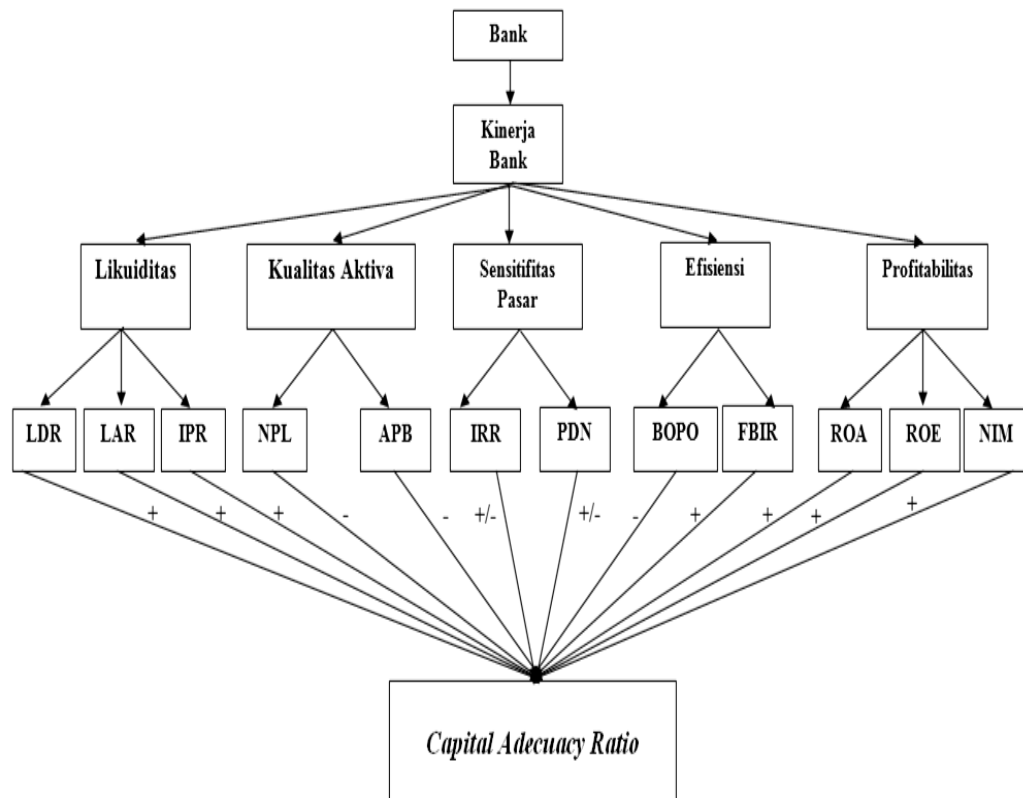 Bank
Kinerja
Bank
Likuiditas
Kualitas Aktiva
Sensitifitas
Pasar
Efisiensi
Profitabilitas
LDR
LAR
IPR
NPL
APB
IRR
PDN
BOPO
FBIR
ROA
ROE
NIM
+
+
+
-
-
+/-
+/-
-
+
+
+
+
Capital Adecuacy Ratio